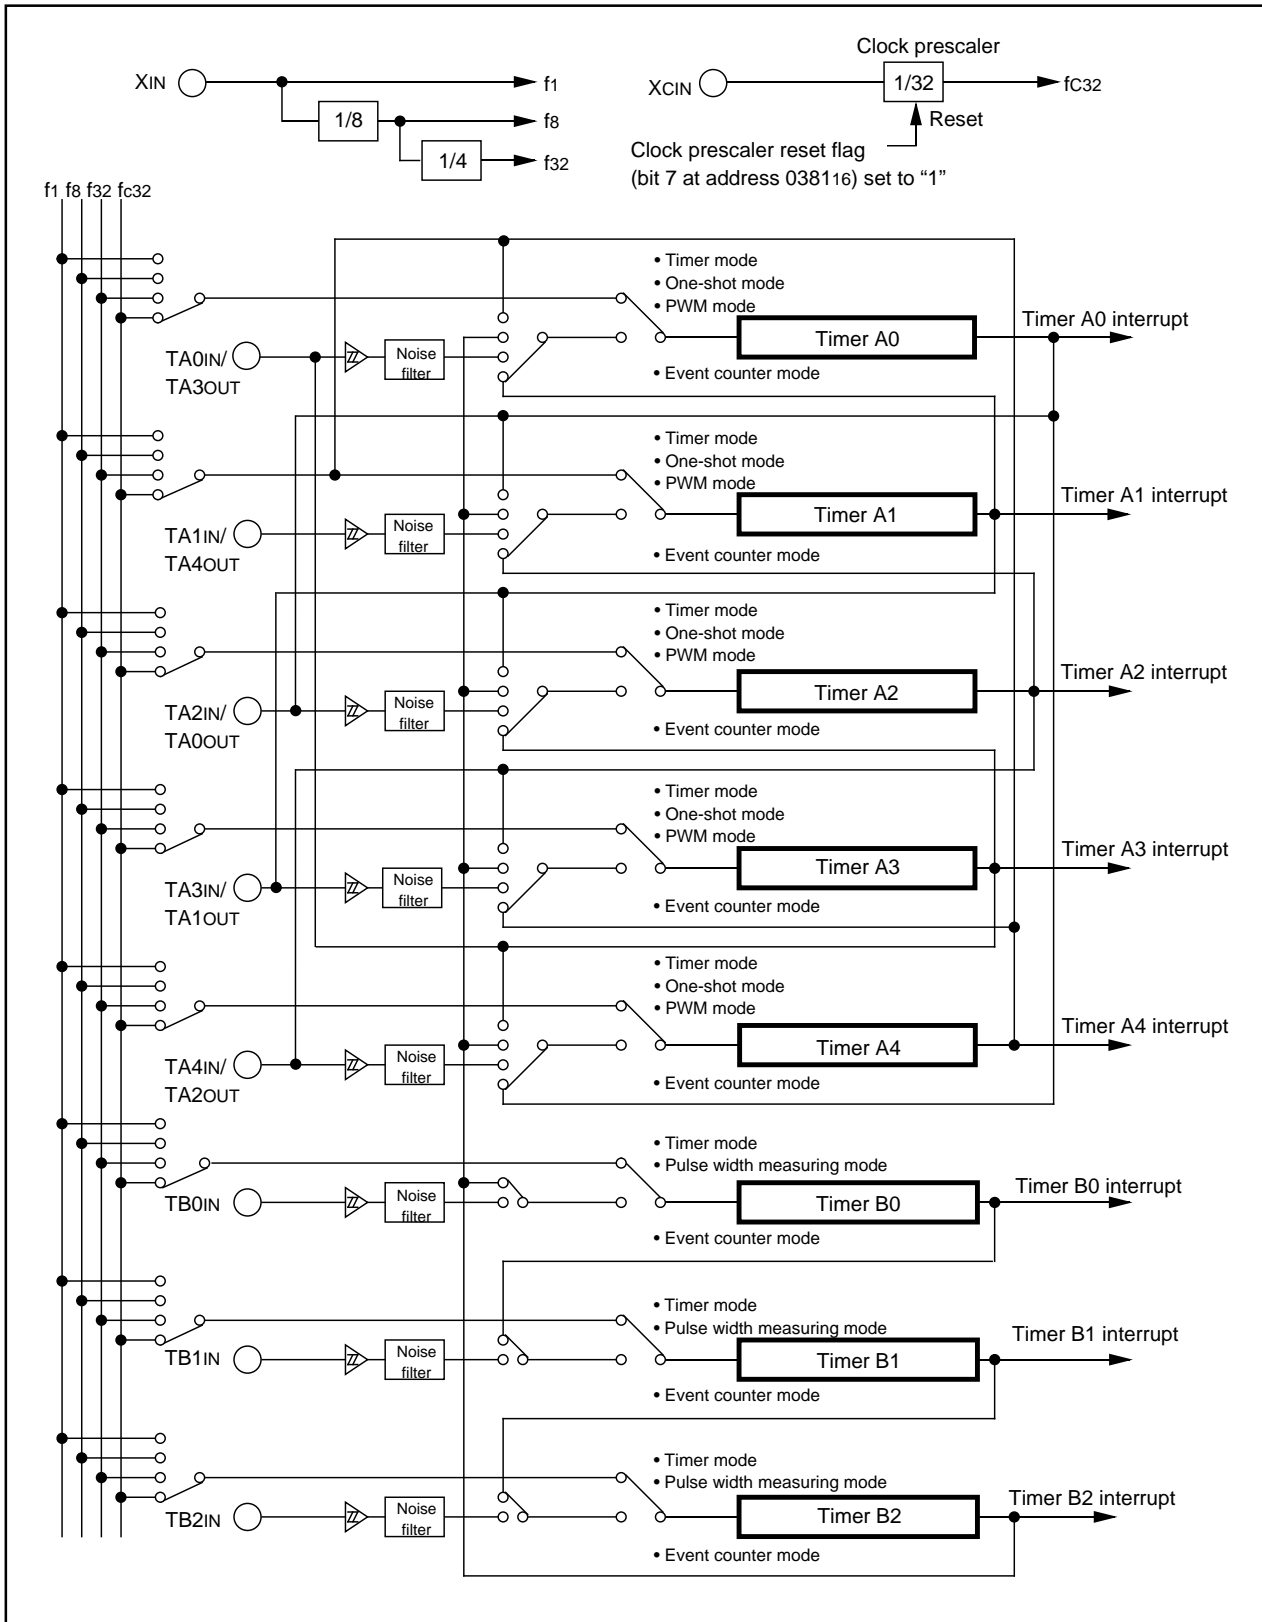 Clock prescaler
XIN
f1
XCIN
1/32
fC32
1/8
f8
Reset
1/4
f32
Clock prescaler reset flag
(bit 7 at address 038116) set to “1”
f1 f8 f32 fc32
• Timer mode
• One-shot mode
• PWM mode
Timer A0
Timer A0 interrupt
TA0IN/
TA3OUT
Noise
filter
• Event counter mode
• Timer mode
• One-shot mode
• PWM mode
Timer A1
Timer A1 interrupt
TA1IN/
TA4OUT
Noise
filter
• Event counter mode
• Timer mode
• One-shot mode
• PWM mode
Timer A2
Timer A2 interrupt
TA2IN/
TA0OUT
Noise
filter
• Event counter mode
• Timer mode
• One-shot mode
• PWM mode
Timer A3
Timer A3 interrupt
TA3IN/
TA1OUT
Noise
filter
• Event counter mode
• Timer mode
• One-shot mode
• PWM mode
Timer A4
Timer A4 interrupt
TA4IN/
TA2OUT
Noise
filter
• Event counter mode
• Timer mode
• Pulse width measuring mode
TB0IN
Noise
filter
Timer B0
Timer B0 interrupt
• Event counter mode
• Timer mode
• Pulse width measuring mode
TB1IN
Noise
filter
Timer B1
Timer B1 interrupt
• Event counter mode
• Timer mode
• Pulse width measuring mode
TB2IN
Noise
filter
Timer B2
Timer B2 interrupt
• Event counter mode